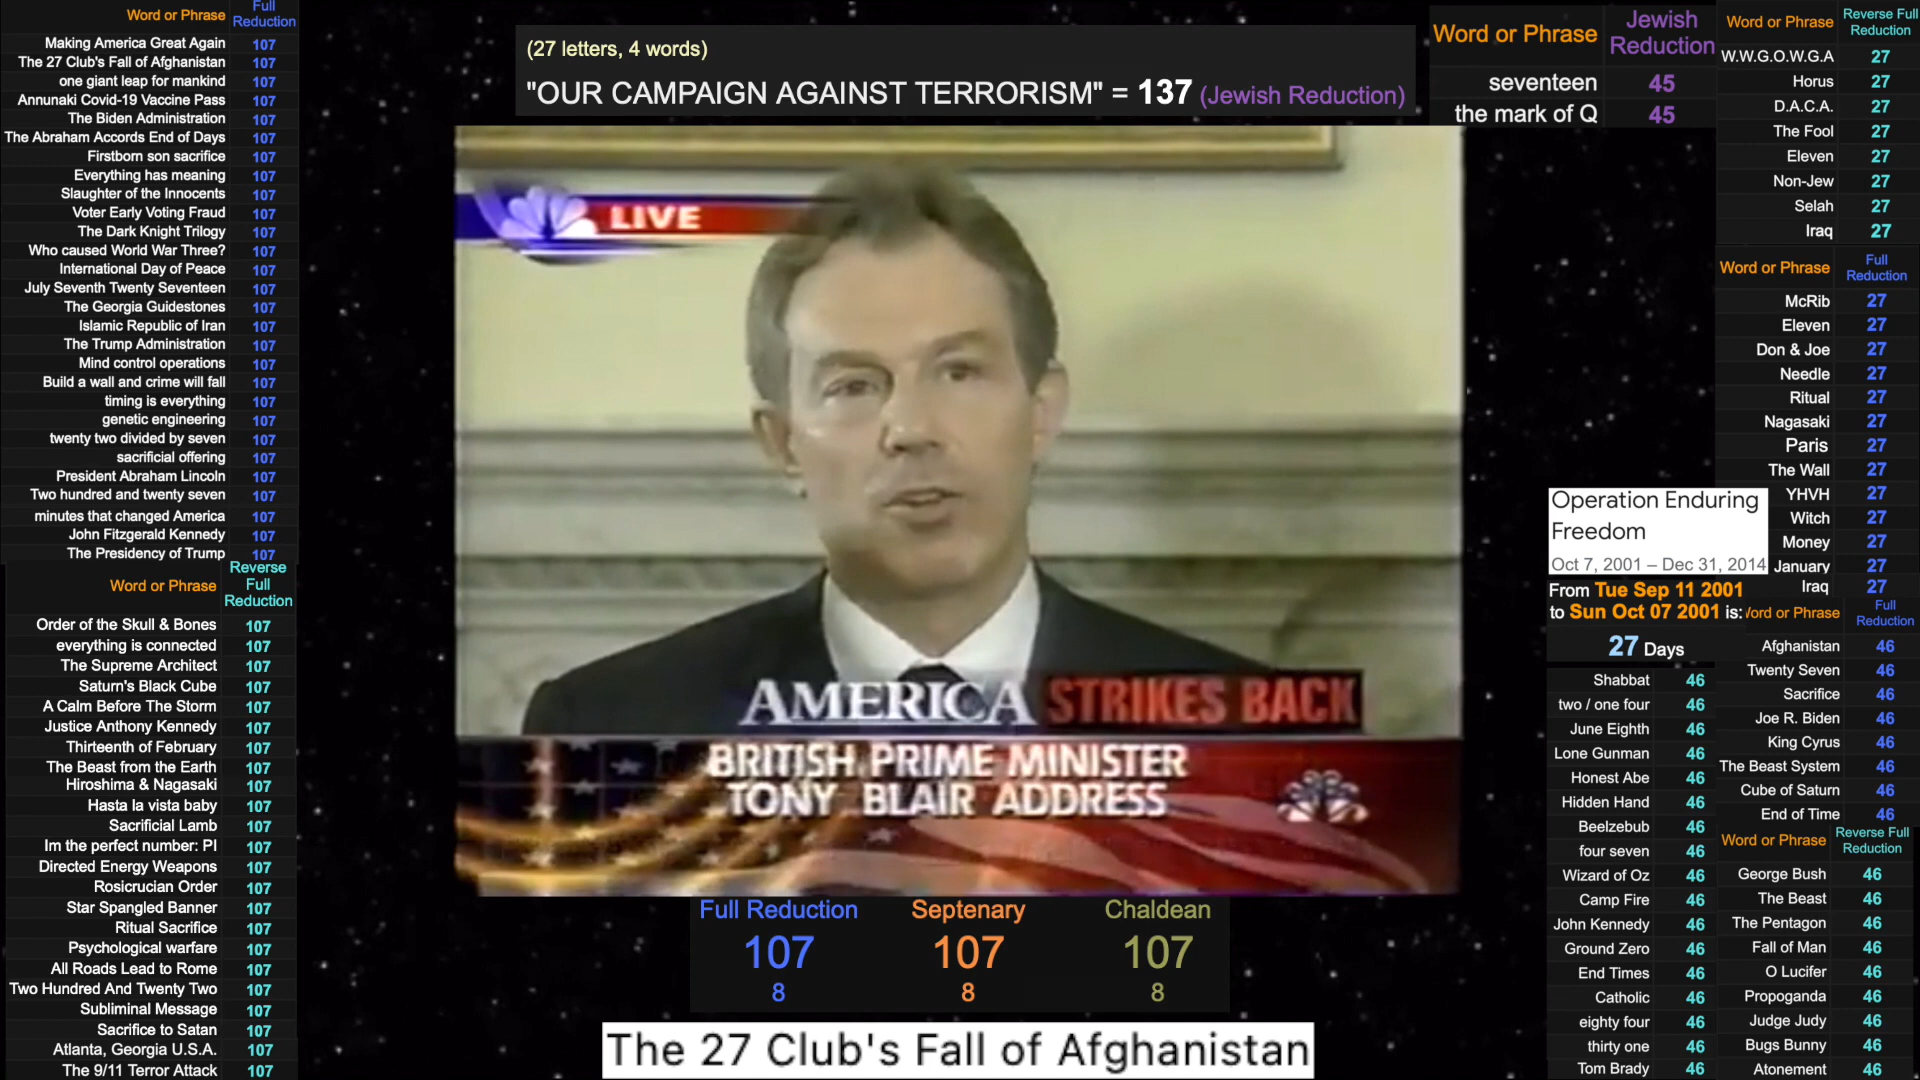 Word or Phrase Full Reduction
Making America Great Again 107
The 27 Club's Fall of Afghanistan 107
one giant leap for mankind 107
Annunaki Covid-19 Vaccine Pass 107
The Biden Administration 107
The Abraham Accords End of Days 107
Firstborn son sacrifice 107
Everything has meaning 107
Slaughter of the Innocents 107
Voter Early Voting Fraud 107
The Dark Knight Trilogy 107
Who caused World War Three? 107
International Day of Peace 107
July Seventh Twenty Seventeen 107
The Georgia Guidestones 107
Islamic Republic of Iran 107
The Trump Administration 107
Mind control operations 107
Build a wall and crime will fall 107
timing is everything 107
genetic engineering 107
twenty two divided by seven 107
sacrificial offering 107
President Abraham Lincoln 107
Two hundred and twenty seven 107
minutes that changed America 107
John Fitzgerald Kennedy 107
The Presidency of Trump 107
Word or Phrase Reverse Full Reduction
Order of the Skull & Bones 107
everything is connected 107
The Supreme Architect 107
Saturn's Black Cube 107
A Calm Before The Storm 107
Justice Anthony Kennedy 107
Thirteenth of February 107
The Beast from the Earth 107
Hiroshima & Nagasaki 107
Hasta la vista baby 107
Sacrificial Lamb 107
Im the perfect number: PI 107
Directed Energy Weapons 107
Rosicrucian Order 107
Star Spangled Banner 107
Ritual Sacrifice 107
Psychological warfare 107
All Roads Lead to Rome 107
Two Hundred And Twenty Two 107
Subliminal Message 107
Sacrifice to Satan 107
Atlanta, Georgia U.S.A. 107
The 9/11 Terror Attack 107
(27 letters, 4 words)
"OUR CAMPAIGN AGAINST TERRORISM" = 137 (Jewish Reduction)
LIVE
AMERICA STRIKES BACK
BRITISH PRIME MINISTER
TONY BLAIR ADDRESS
Full Reduction Septenary Chaldean
107 107 107
8 8 8
The 27 Club's Fall of Afghanistan
Word or Phrase Jewish Reduction
seventeen 45
the mark of Q 45
Word or Phrase Reverse Full Reduction
W.W.G.O.W.G.A 27
Horus 27
D.A.C.A. 27
The Fool 27
Eleven 27
Non-Jew 27
Selah 27
Iraq 27
Word or Phrase Full Reduction
McRib 27
Eleven 27
Don & Joe 27
Needle 27
Ritual 27
Nagasaki 27
Paris 27
The Wall 27
YHVH 27
Witch 27
Money 27
January 27
Iraq 27
Operation Enduring
Freedom
Oct 7, 2001 – Dec 31, 2014
From Tue Sep 11 2001
to Sun Oct 07 2001 is:
27 Days
Shabbat 46
two / one four 46
June Eighth 46
Lone Gunman 46
Honest Abe 46
Hidden Hand 46
Beelzebub 46
four seven 46
Wizard of Oz 46
Camp Fire 46
John Kennedy 46
Ground Zero 46
End Times 46
Catholic 46
eighty four 46
thirty one 46
Tom Brady 46
Word or Phrase Full Reduction
Afghanistan 46
Twenty Seven 46
Sacrifice 46
Joe R. Biden 46
King Cyrus 46
The Beast System 46
Cube of Saturn 46
End of Time 46
Word or Phrase Reverse Full Reduction
George Bush 46
The Beast 46
The Pentagon 46
Fall of Man 46
O Lucifer 46
Propoganda 46
Judge Judy 46
Bugs Bunny 46
Atonement 46